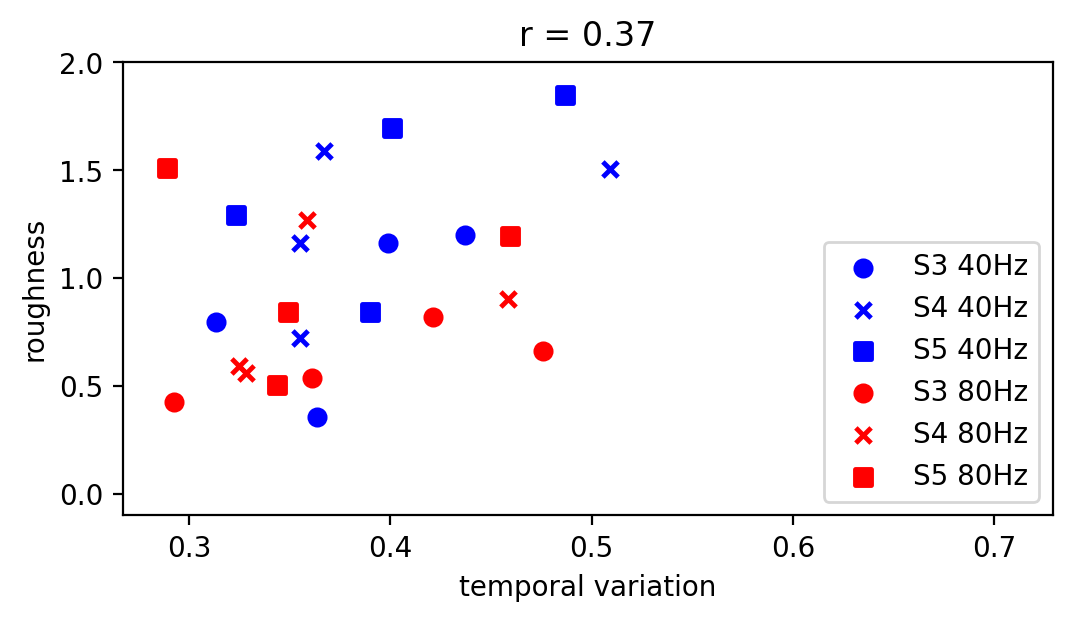 r = 0.37
2.0
1.5
1.0
0.5
0.0
roughness
0.3 0.4 0.5 0.6 0.7
temporal variation
S3 40Hz
S4 40Hz
S5 40Hz
S3 80Hz
S4 80Hz
S5 80Hz